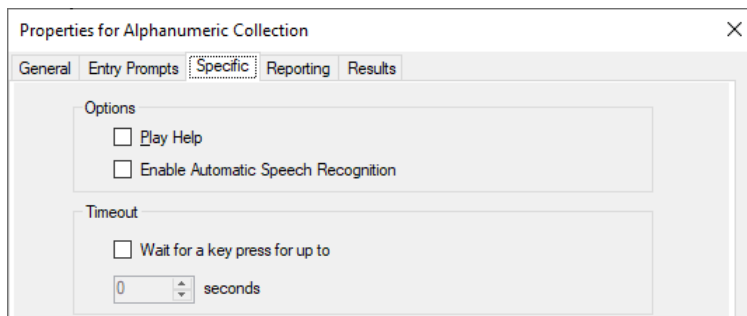 Properties for Alphanumeric Collection
General Entry Prompts Specific Reporting Results
Options
Play Help
Enable Automatic Speech Recognition
Timeout
Wait for a key press for up to
0 seconds